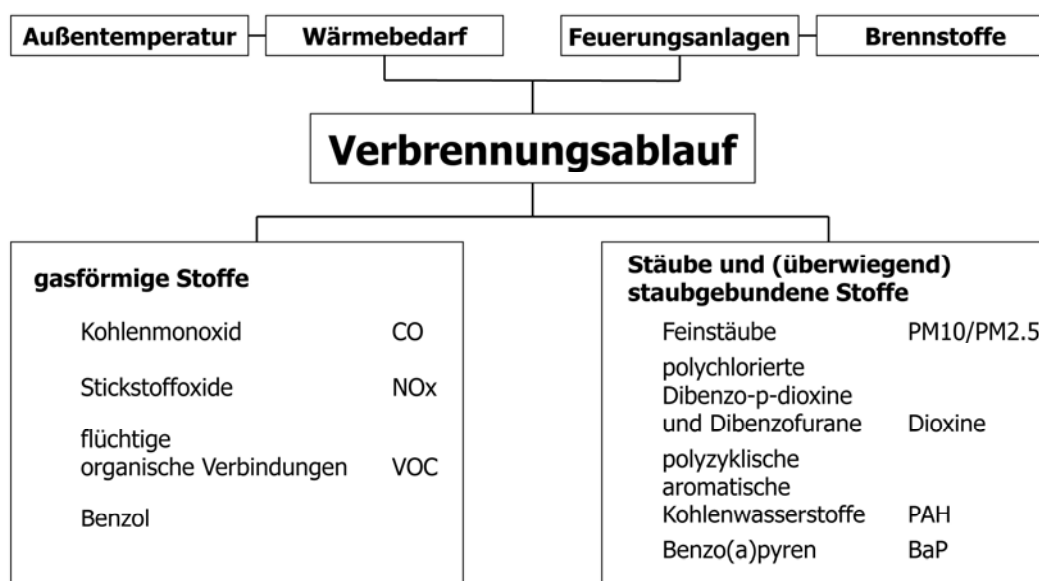 Außentemperatur
Wärmebedarf
Feuerungsanlagen
Brennstoffe
Verbrennungsablauf
gasförmige Stoffe
Kohlenmonoxid CO
Stickstoffoxide NOx
flüchtige
organische Verbindungen VOC
Benzol
Stäube und (überwiegend)
staubgebundene Stoffe
Feinstäube PM10/PM2.5
polychlorierte
Dibenzo-p-dioxine
und Dibenzofurane Dioxine
polyzyklische
aromatische
Kohlenwasserstoffe PAH
Benzo(a)pyren BaP